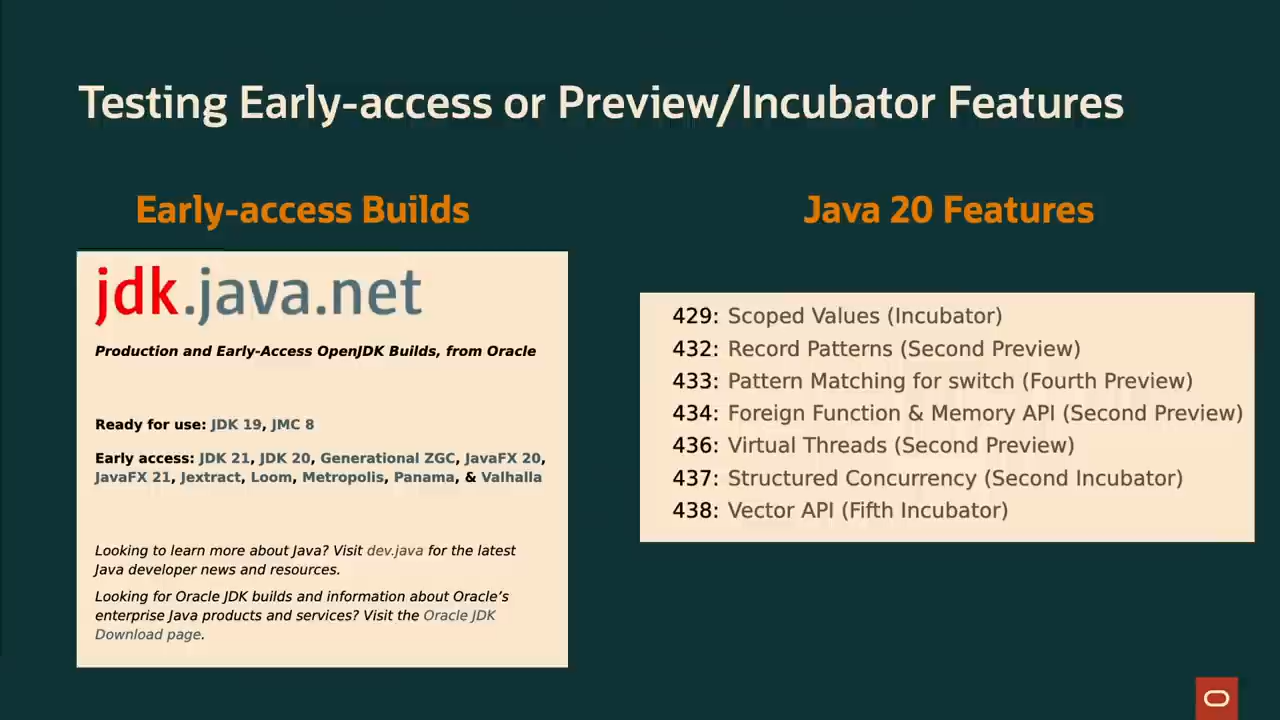 Testing Early-access or Preview/Incubator Features
Early-access Builds
jdk.java.net
Production and Early-Access OpenJDK Builds, from Oracle
Ready for use: JDK 19, JMC 8
Early access: JDK 21, JDK 20, Generational ZGC, JavaFX 20,
JavaFX 21, Jextract, Loom, Metropolis, Panama, & Valhalla
Looking to learn more about Java? Visit dev.java for the latest
Java developer news and resources.
Looking for Oracle JDK builds and information about Oracle’s
enterprise Java products and services? Visit the Oracle JDK
Download page.
Java 20 Features
429: Scoped Values (Incubator)
432: Record Patterns (Second Preview)
433: Pattern Matching for switch (Fourth Preview)
434: Foreign Function & Memory API (Second Preview)
436: Virtual Threads (Second Preview)
437: Structured Concurrency (Second Incubator)
438: Vector API (Fifth Incubator)